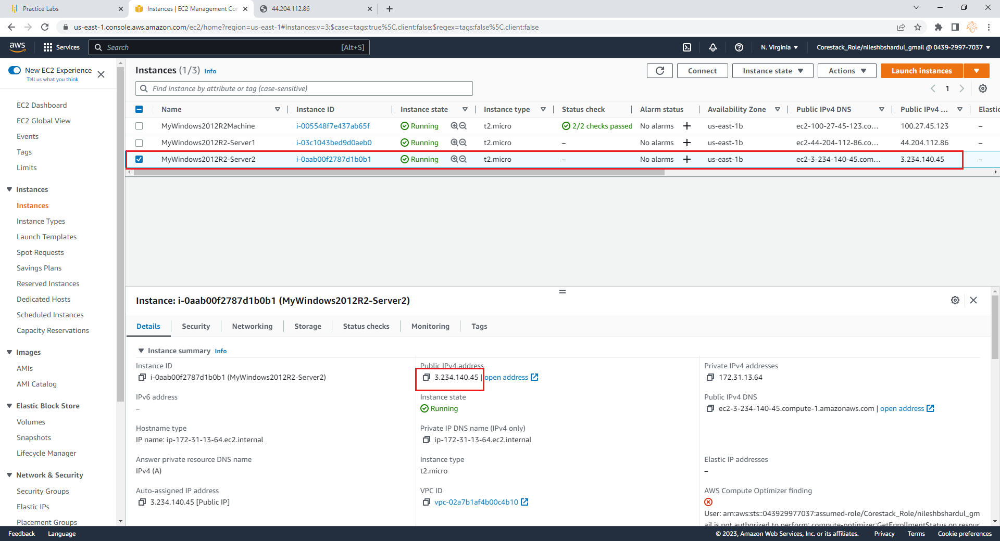 Practice Labs
Instances | EC2 Management Con
44.204.112.86
us-east-1.console.aws.amazon.com/ec2/home?region=us-east-1#Instances:v=3;$case=tags:true%5C,client:false;$regex=tags:false%5C,client:false
aws Services Search [Alt+S] N. Virginia Corestack_Role/nileshbshardul_gmail @ 0439-2997-7037
New EC2 Experience
Tell us what you think
EC2 Dashboard
EC2 Global View
Events
Tags
Limits
Instances
Instances
Instance Types
Launch Templates
Spot Requests
Savings Plans
Reserved Instances
Dedicated Hosts
Scheduled Instances
Capacity Reservations
Images
AMIs
AMI Catalog
Elastic Block Store
Volumes
Snapshots
Lifecycle Manager
Network & Security
Security Groups
Elastic IPs
Placement Groups
Instances (1/3) Info Connect Instance state Actions Launch instances
Find instance by attribute or tag (case-sensitive) 1
Name Instance ID Instance state Instance type Status check Alarm status Availability Zone Public IPv4 DNS Public IPv4 ... Elastic
MyWindows2012R2Machine i-005548f7e437ab65f Running t2.micro 2/2 checks passed No alarms + us-east-1b ec2-100-27-45-123.co... 100.27.45.123 –
MyWindows2012R2-Server1 i-03c1043bed9d0aeb0 Running t2.micro – No alarms + us-east-1b ec2-44-204-112-86.co... 44.204.112.86 –
MyWindows2012R2-Server2 i-0aab00f2787d1b0b1 Running t2.micro – No alarms + us-east-1b ec2-3-234-140-45.com... 3.234.140.45 –
Instance: i-0aab00f2787d1b0b1 (MyWindows2012R2-Server2)
Details Security Networking Storage Status checks Monitoring Tags
Instance summary Info
Instance ID
i-0aab00f2787d1b0b1 (MyWindows2012R2-Server2)
Public IPv4 address
3.234.140.45 | open address
Private IPv4 addresses
172.31.13.64
IPv6 address
–
Instance state
Running
Public IPv4 DNS
ec2-3-234-140-45.compute-1.amazonaws.com | open address
Hostname type
IP name: ip-172-31-13-64.ec2.internal
Private IP DNS name (IPv4 only)
ip-172-31-13-64.ec2.internal
Answer private resource DNS name
IPv4 (A)
Instance type
t2.micro
Elastic IP addresses
–
Auto-assigned IP address
3.234.140.45 [Public IP]
VPC ID
vpc-02a7b1af4b00c4b10
AWS Compute Optimizer finding
User: arn:aws:sts::043929977037:assumed-role/Corestack_Role/nileshbshardul_gm
ail is not authorized to perform: compute-optimizer:GetEnrollmentStatus on resour
Feedback Language © 2023, Amazon Web Services, Inc. or its affiliates. Privacy Terms Cookie preferences